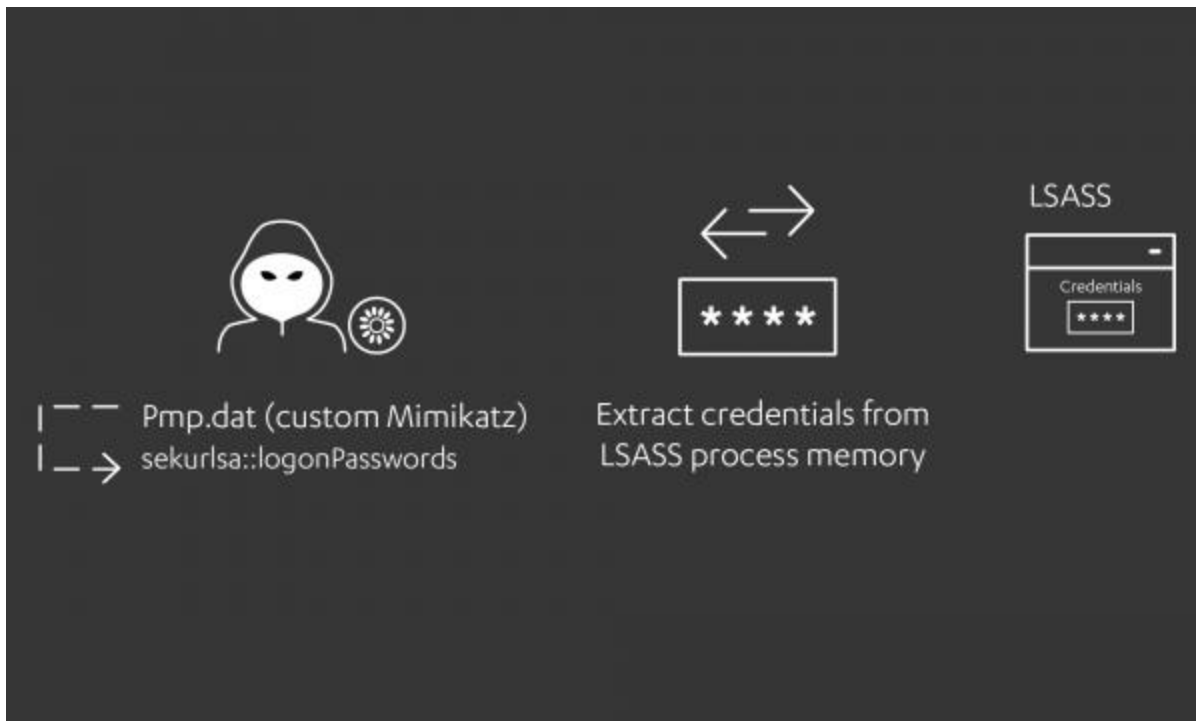 LSASS
Credentials
****
****
Pmp.dat (custom Mimikatz)
sekurlsa::logonPasswords
Extract credentials from
LSASS process memory